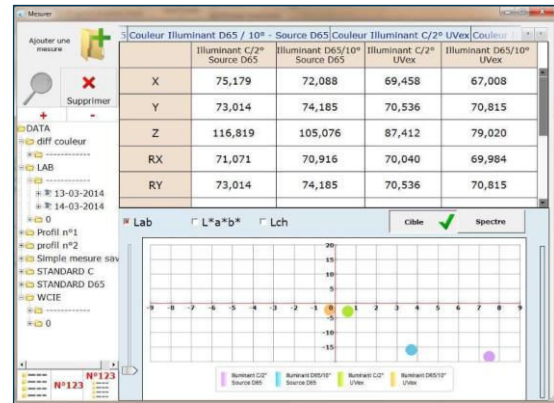 Mesurer
Ajouter une
mesure
Supprimer
+ -
DATA
diff couleur
------------
LAB
------------
13-03-2014
14-03-2014
0
Profil n°1
profil n°2
Simple mesure sav
STANDARD C
STANDARD D65
WCIE
------------
0
N°123
N°123
5 Couleur Illuminant D65 / 10° - Source D65 Couleur Illuminant C/2° UVex Couleur I
Illuminant C/2° Source D65 Illuminant D65/10° Source D65 Illuminant C/2° UVex Illuminant D65/10° UVex
X 75,179 72,088 69,458 67,008
Y 73,014 74,185 70,536 70,815
Z 116,819 105,076 87,412 79,020
RX 71,071 70,916 70,040 69,984
RY 73,014 74,185 70,536 70,815
Lab L*a*b* Lch Cible Spectre
20
15
10
5
-9 -8 -7 -6 -5 -4 -3 -2 -1 0 1 2 3 4 5 6 7 8 9
-5
-10
-15
Illuminant C/2° Source D65 Illuminant D65/10° Source D65 Illuminant C/2° UVex Illuminant D65/10° UVex